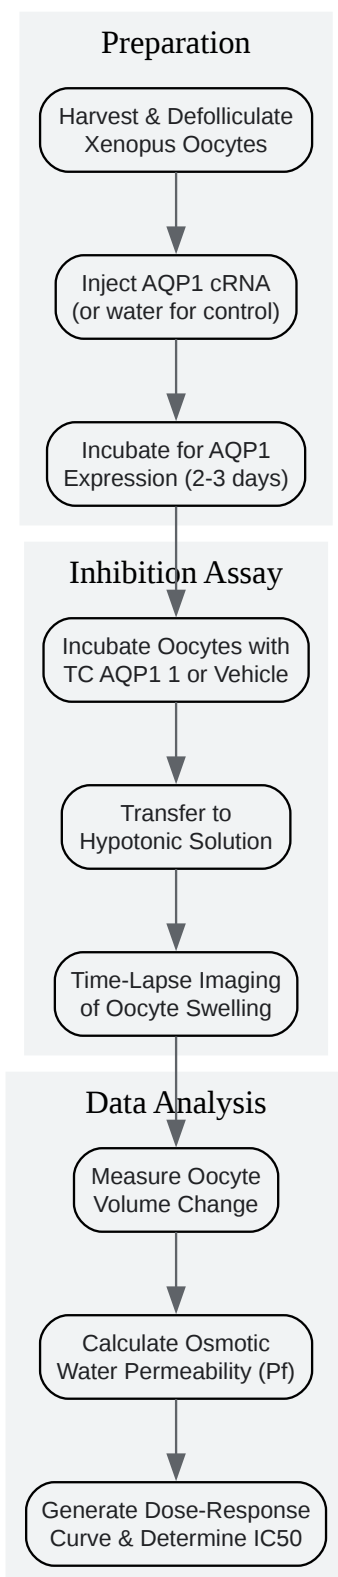 Preparation
Harvest & Defolliculate
Xenopus Oocytes
Inject AQP1 cRNA
(or water for control)
Incubate for AQP1
Expression (2-3 days)
Inhibition Assay
Incubate Oocytes with
TC AQP1 1 or Vehicle
Transfer to
Hypotonic Solution
Time-Lapse Imaging
of Oocyte Swelling
Data Analysis
Measure Oocyte
Volume Change
Calculate Osmotic
Water Permeability (Pf)
Generate Dose-Response
Curve & Determine IC50